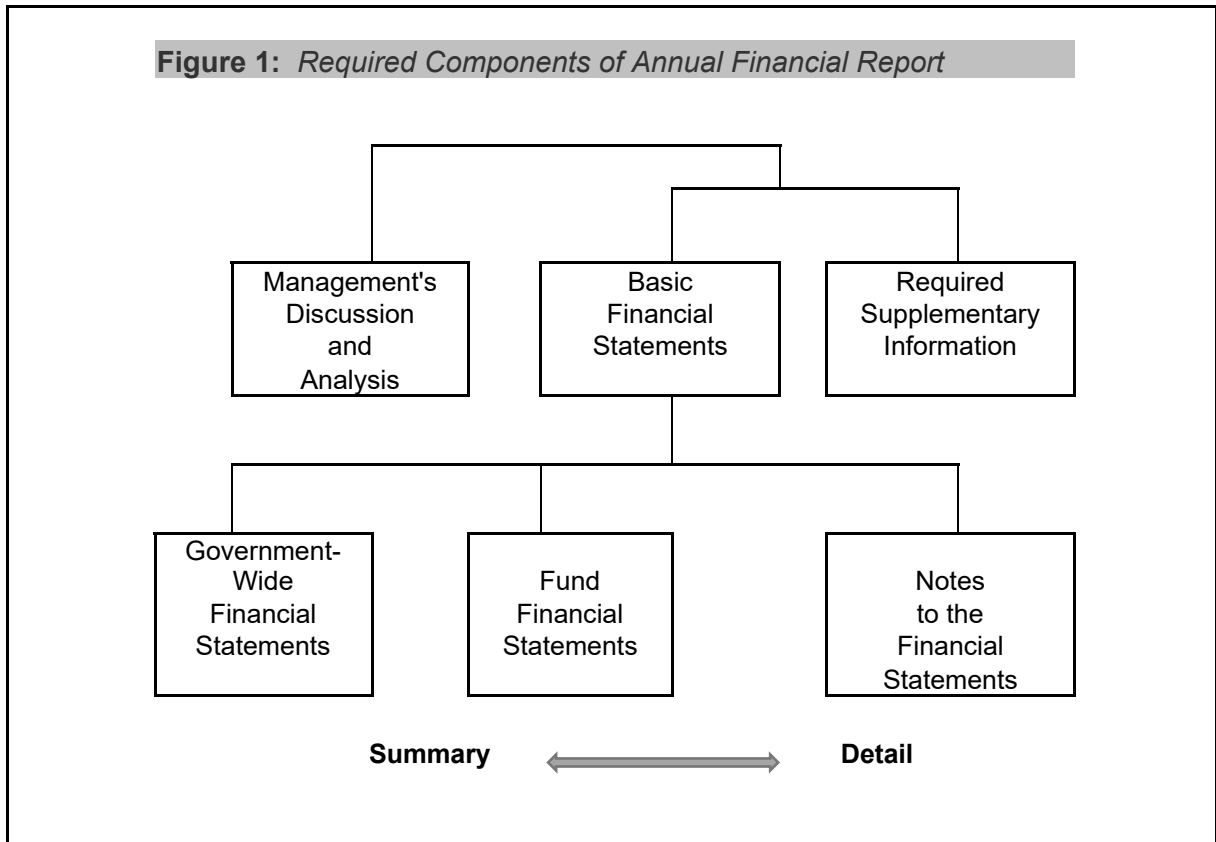 Figure 1: Required Components of Annual Financial Report
Management's
Discussion
and
Analysis
Basic
Financial
Statements
Required
Supplementary
Information
Government-
Wide
Financial
Statements
Fund
Financial
Statements
Notes
to the
Financial
Statements
Summary
Detail